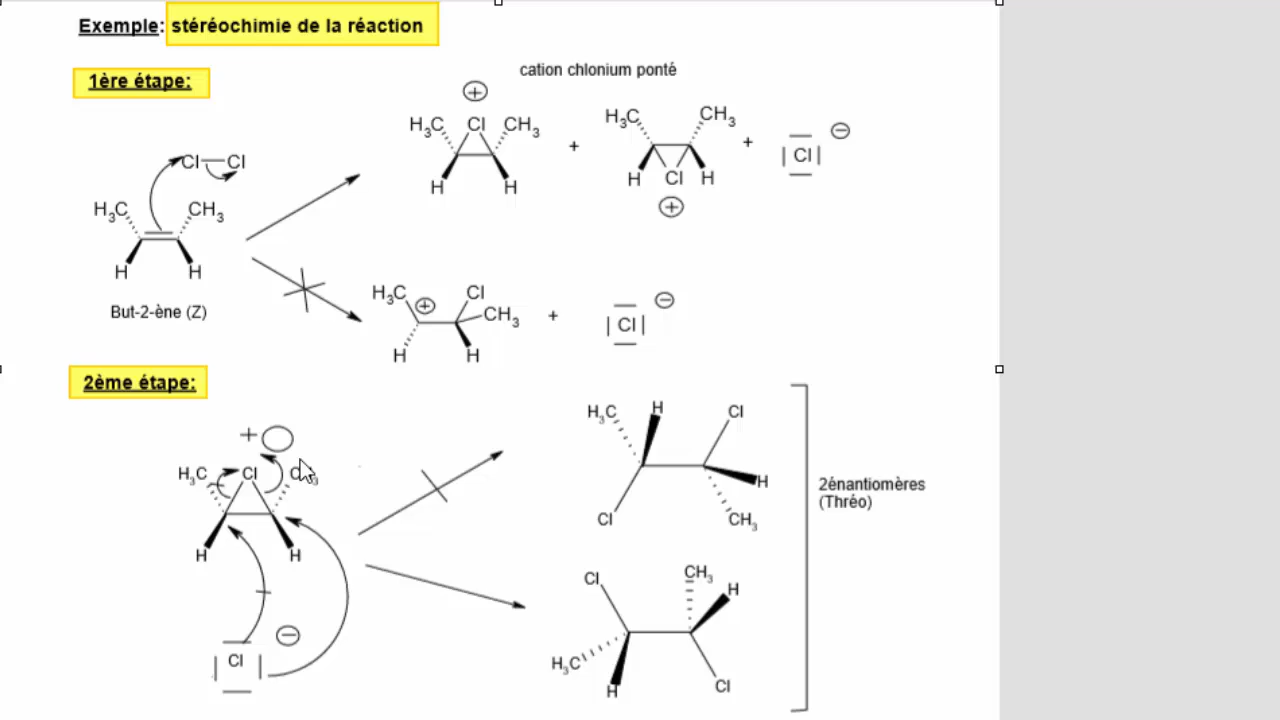 Exemple: stéréochimie de la réaction
1ère étape:
cation chlonium ponté
+
H3C Cl CH3
H H
+
H3C CH3
H Cl H
+
+
| Cl | −
Cl—Cl
H3C CH3
H H
But-2-ène (Z)
H3C + Cl
CH3
H H
+
| Cl | −
2ème étape:
+
H3C Cl
H H
| Cl | −
H3C H Cl
H
Cl CH3
Cl CH3
H
H3C
H Cl
2énantiomères
(Thréo)